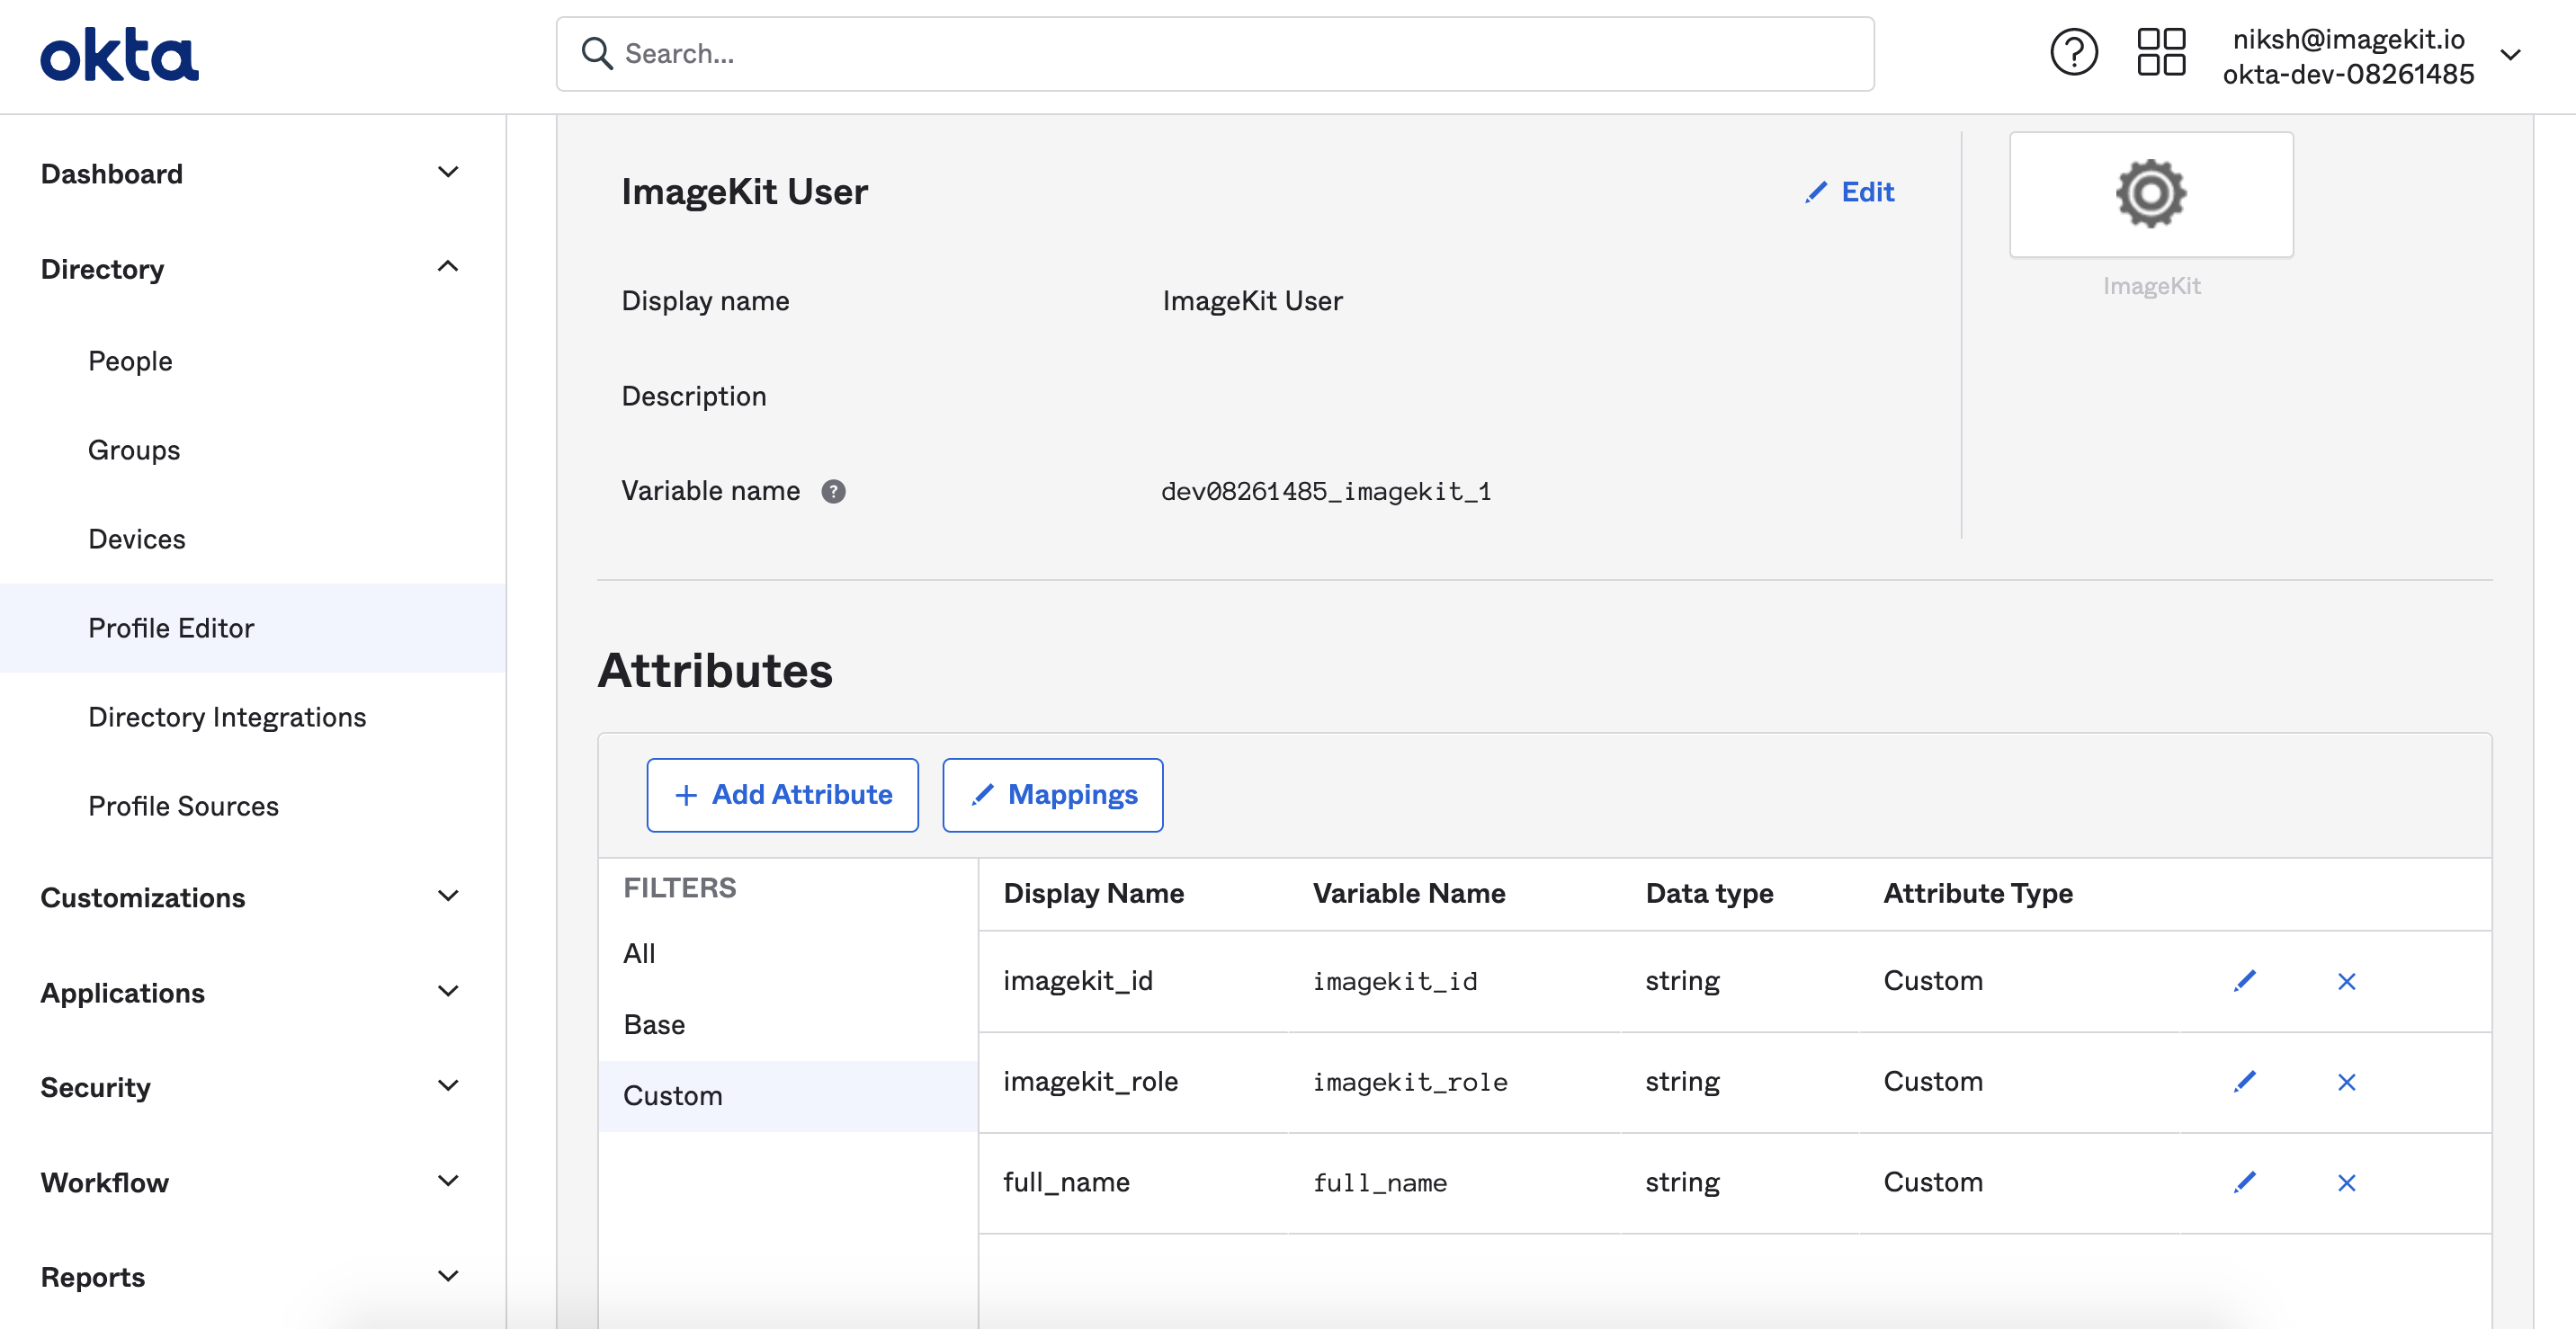 okta
Search...
niksh@imagekit.io
okta-dev-08261485
Dashboard
Directory
People
Groups
Devices
Profile Editor
Directory Integrations
Profile Sources
Customizations
Applications
Security
Workflow
Reports
ImageKit User
Edit
Display name ImageKit User
Description
Variable name ? dev08261485_imagekit_1
ImageKit
Attributes
+ Add Attribute Mappings
FILTERS
All
Base
Custom
Display Name Variable Name Data type Attribute Type
imagekit_id imagekit_id string Custom
imagekit_role imagekit_role string Custom
full_name full_name string Custom